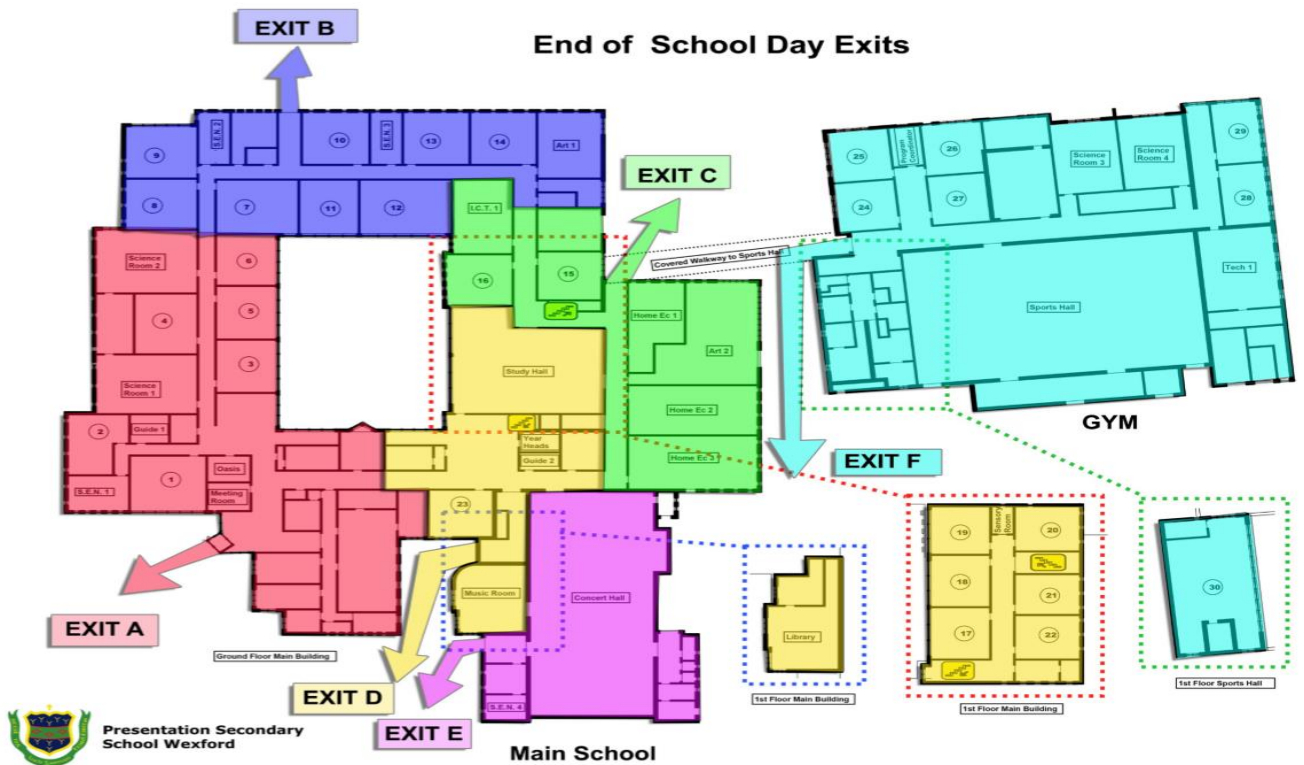 EXIT B
End of School Day Exits
S.E.N. 2
10
S.E.N. 3
13
14
Art 1
9
8
7
11
12
EXIT C
I.C.T. 1
25
Program
Coordinator
26
Science
Room 3
Science
Room 4
29
24
27
28
Covered Walkway to Sports Hall
Science
Room 2
6
16
15
Tech 1
4
5
Home Ec 1
Sports Hall
Art 2
3
Study Hall
Science
Room 1
Home Ec 2
GYM
2
Guide 1
Year
Heads
Guide 2
Home Ec 3
EXIT F
Oasis
1
S.E.N. 1
Meeting
Room
23
19
Sensory
Room
20
18
21
30
Music Room
Concert Hall
17
22
Library
EXIT A
Ground Floor Main Building
1st Floor Main Building
1st Floor Main Building
1st Floor Sports Hall
EXIT D
S.E.N. 4
EXIT E
Presentation Secondary
School Wexford
Main School